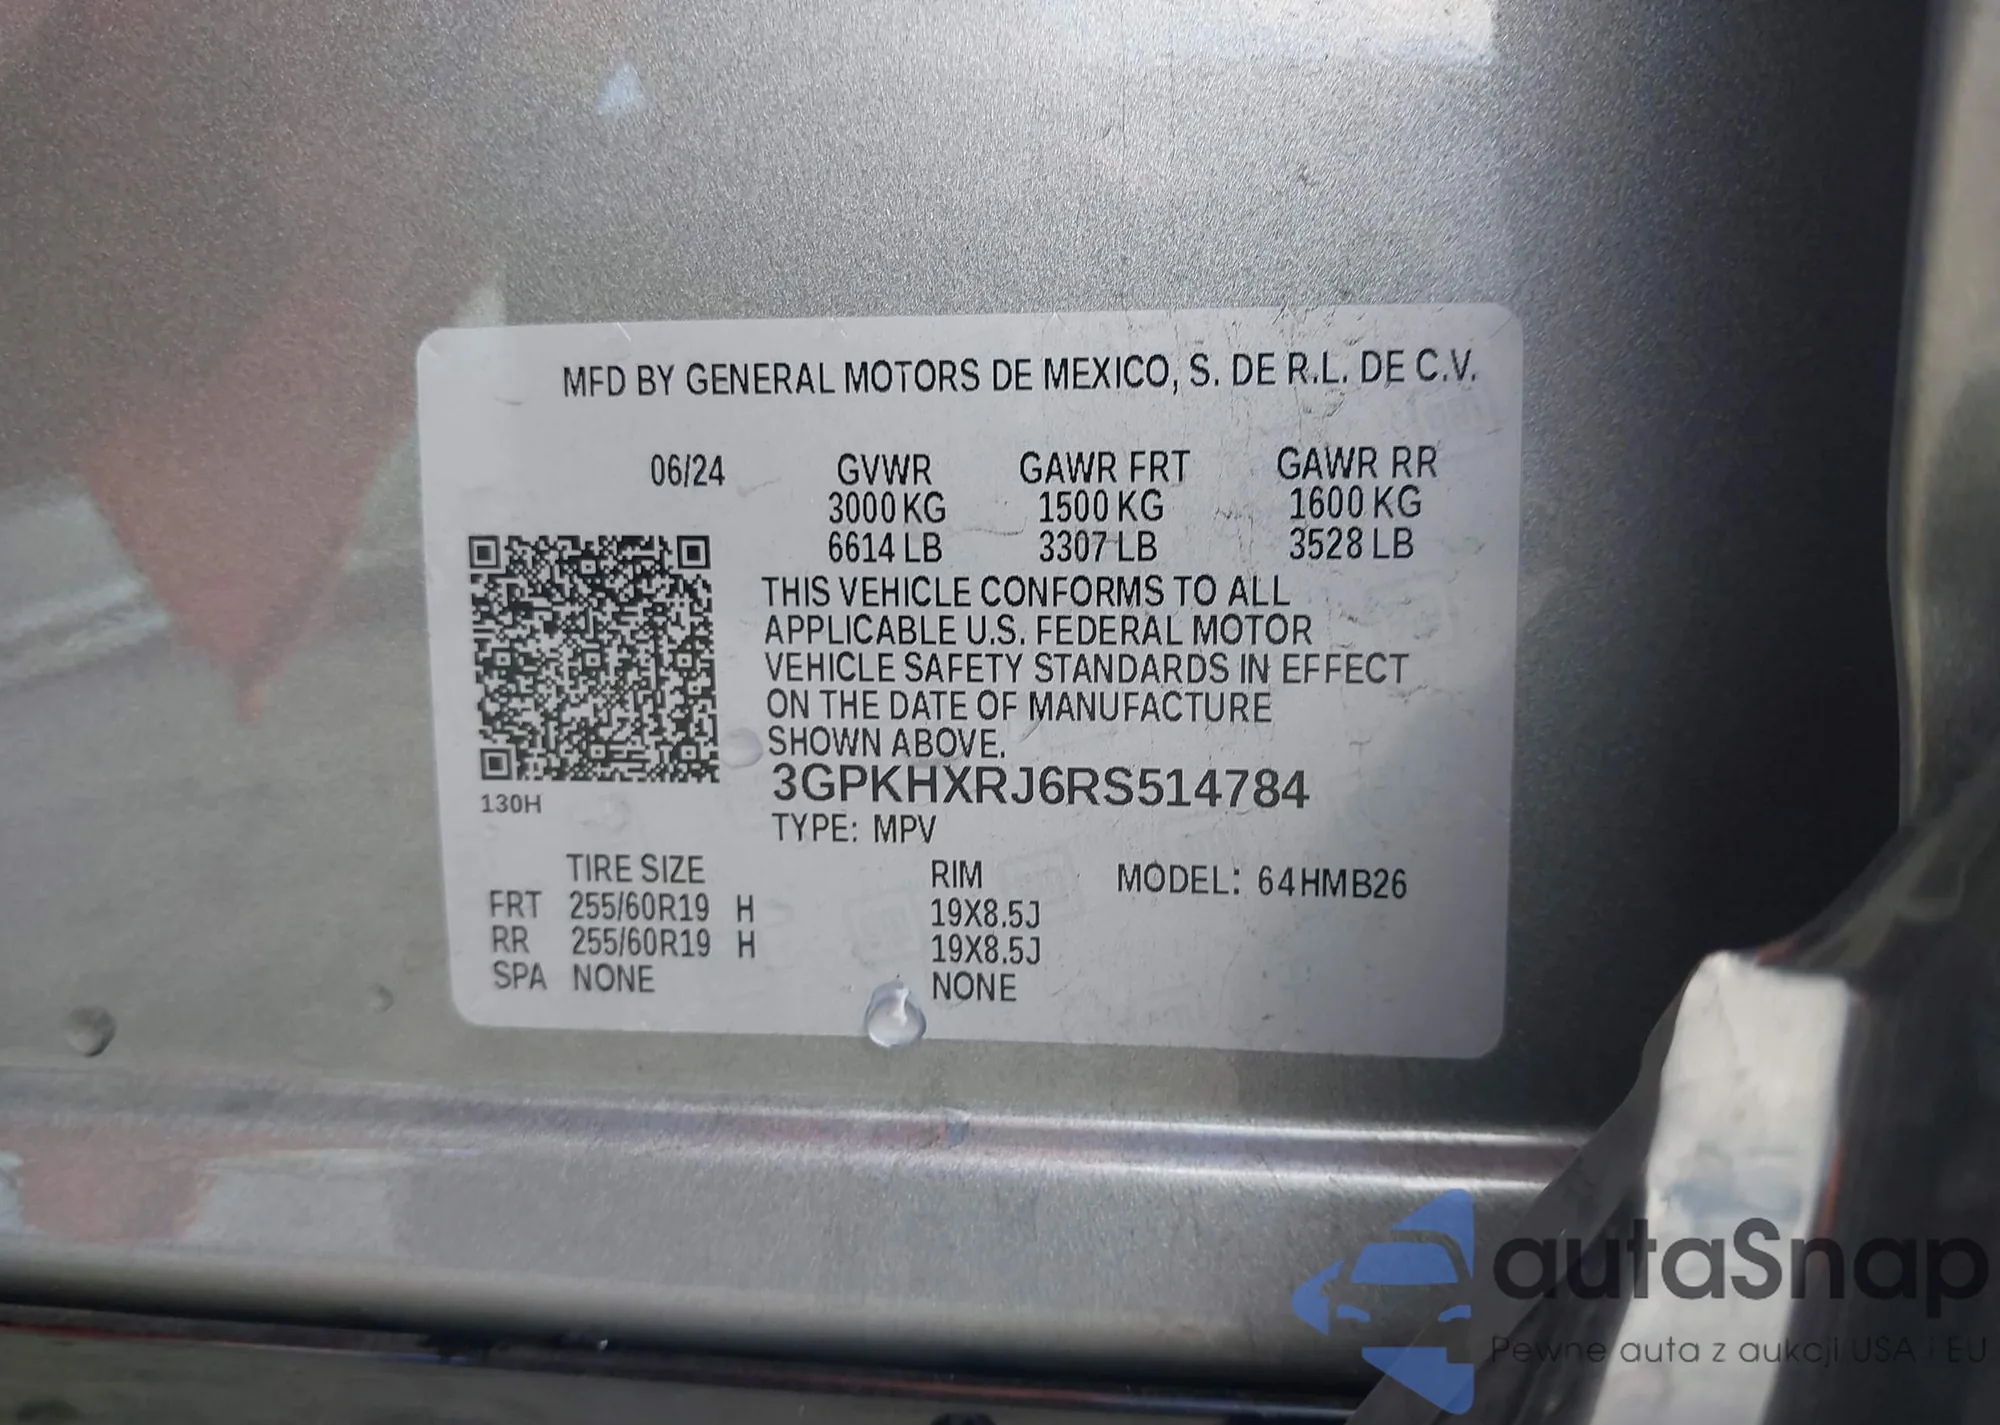 MFD BY GENERAL MOTORS DE MEXICO, S. DE R.L. DE C.V.
06/24 GVWR GAWR FRT GAWR RR
3000 KG 1500 KG 1600 KG
6614 LB 3307 LB 3528 LB
THIS VEHICLE CONFORMS TO ALL
APPLICABLE U.S. FEDERAL MOTOR
VEHICLE SAFETY STANDARDS IN EFFECT
ON THE DATE OF MANUFACTURE
SHOWN ABOVE.
3GPKHXRJ6RS514784
130H
TYPE: MPV
TIRE SIZE RIM MODEL: 64HMB26
FRT 255/60R19 H 19X8.5J
RR 255/60R19 H 19X8.5J
SPA NONE NONE
autaSnap
Pewne auta z aukcji USA i EU